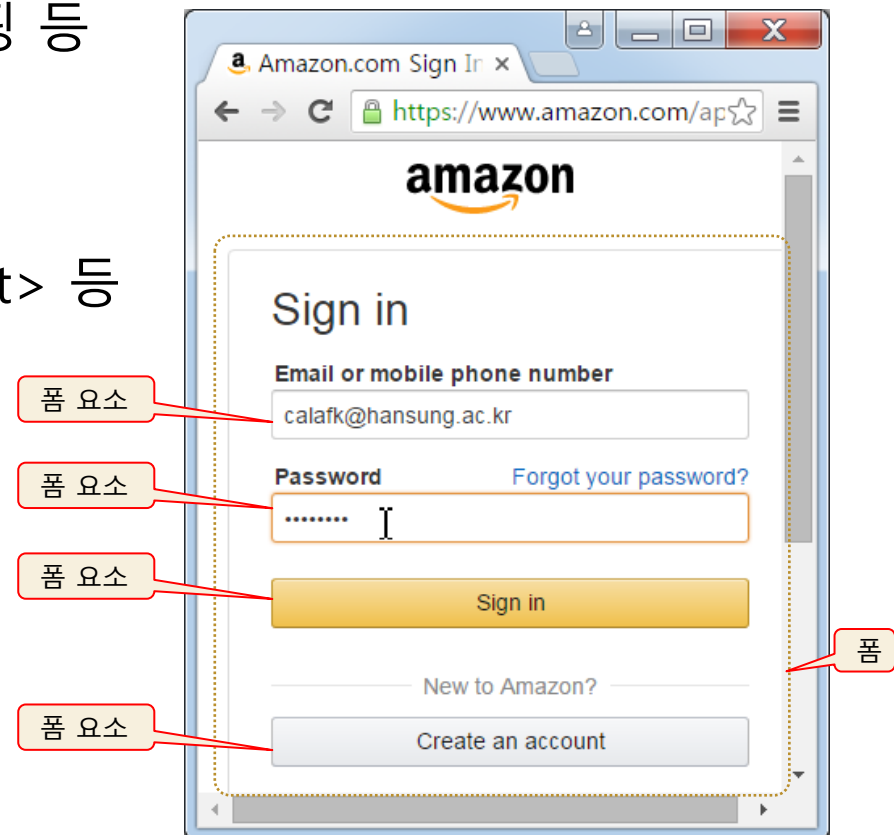 등
Amazon.com Sign In
https://www.amazon.com/ap
amazon
t> 등
Sign in
Email or mobile phone number
폼 요소
calafk@hansung.ac.kr
Password Forgot your password?
폼 요소
••••••••
폼 요소
Sign in
폼
New to Amazon?
폼 요소
Create an account